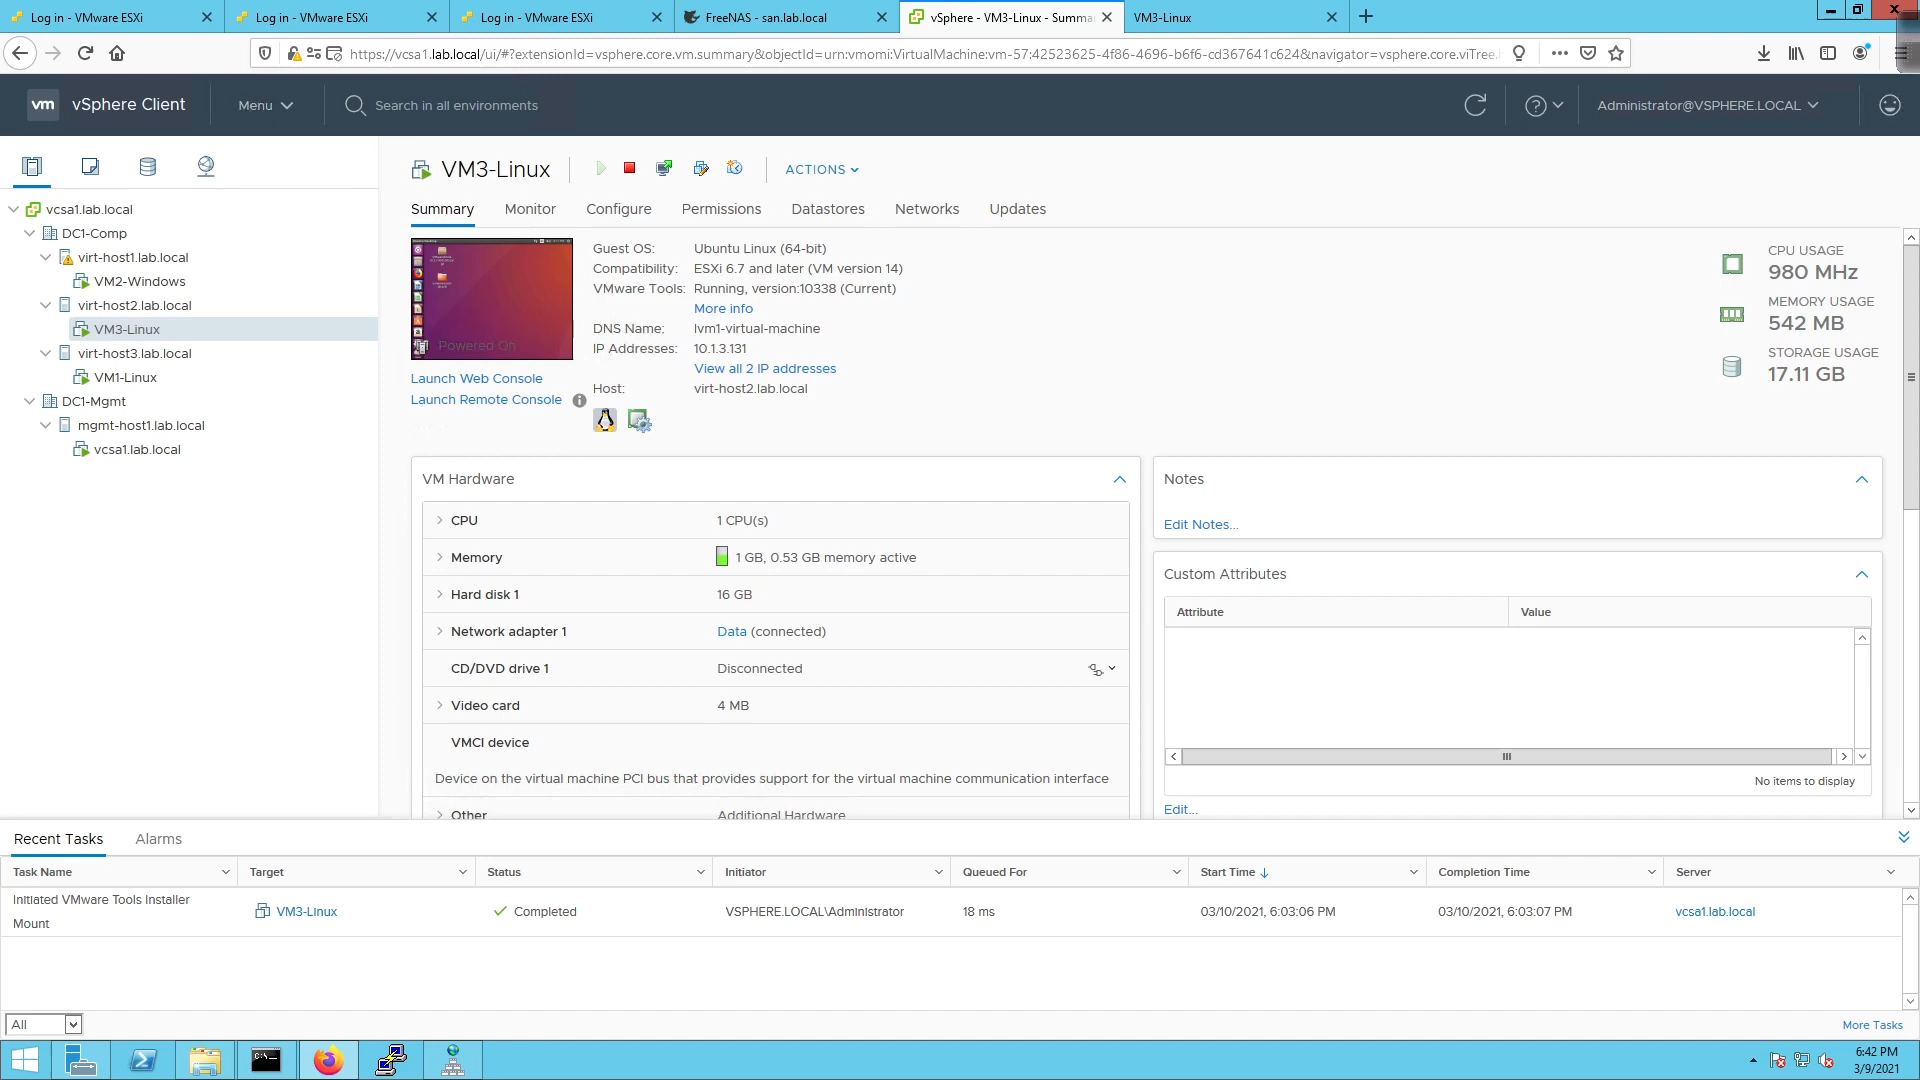 Log in - VMware ESXi
Log in - VMware ESXi
Log in - VMware ESXi
FreeNAS - san.lab.local
vSphere - VM3-Linux - Summa
VM3-Linux
https://vcsa1.lab.local/ui/#?extensionId=vsphere.core.vm.summary&objectId=urn:vmomi:VirtualMachine:vm-57:42523625-4f86-4696-b6f6-cd367641c624&navigator=vsphere.core.viTree.
vm vSphere Client
Menu
Search in all environments
Administrator@VSPHERE.LOCAL
vcsa1.lab.local
DC1-Comp
virt-host1.lab.local
VM2-Windows
virt-host2.lab.local
VM3-Linux
virt-host3.lab.local
VM1-Linux
DC1-Mgmt
mgmt-host1.lab.local
vcsa1.lab.local
VM3-Linux
ACTIONS
Summary Monitor Configure Permissions Datastores Networks Updates
Powered On
Launch Web Console
Launch Remote Console
Guest OS: Ubuntu Linux (64-bit)
Compatibility: ESXi 6.7 and later (VM version 14)
VMware Tools: Running, version:10338 (Current)
More info
DNS Name: lvm1-virtual-machine
IP Addresses: 10.1.3.131
View all 2 IP addresses
Host: virt-host2.lab.local
CPU USAGE
980 MHz
MEMORY USAGE
542 MB
STORAGE USAGE
17.11 GB
VM Hardware
CPU 1 CPU(s)
Memory 1 GB, 0.53 GB memory active
Hard disk 1 16 GB
Network adapter 1 Data (connected)
CD/DVD drive 1 Disconnected
Video card 4 MB
VMCI device
Device on the virtual machine PCI bus that provides support for the virtual machine communication interface
Other Additional Hardware
Notes
Edit Notes...
Custom Attributes
Attribute Value
No items to display
Edit...
Recent Tasks Alarms
Task Name Target Status Initiator Queued For Start Time Completion Time Server
Initiated VMware Tools Installer Mount VM3-Linux Completed VSPHERE.LOCAL\Administrator 18 ms 03/10/2021, 6:03:06 PM 03/10/2021, 6:03:07 PM vcsa1.lab.local
All
More Tasks
6:42 PM
3/9/2021